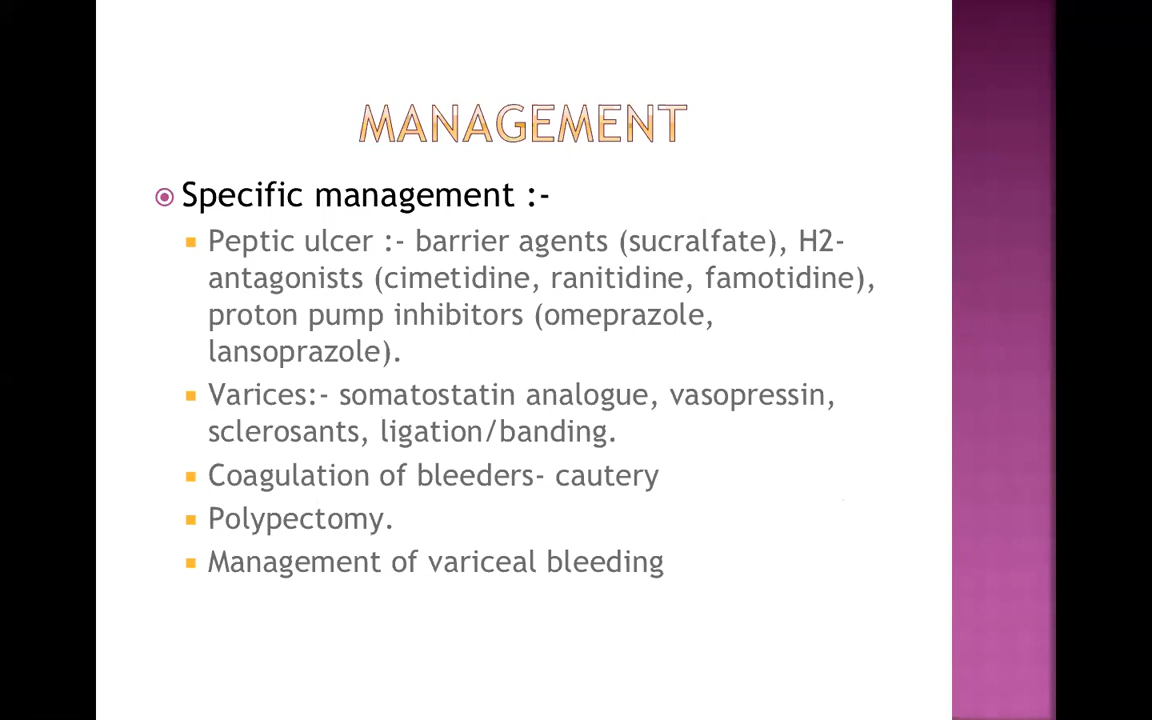 MANAGEMENT
Specific management :-
Peptic ulcer :- barrier agents (sucralfate), H2-
antagonists (cimetidine, ranitidine, famotidine),
proton pump inhibitors (omeprazole,
lansoprazole).
Varices:- somatostatin analogue, vasopressin,
sclerosants, ligation/banding.
Coagulation of bleeders- cautery
Polypectomy.
Management of variceal bleeding